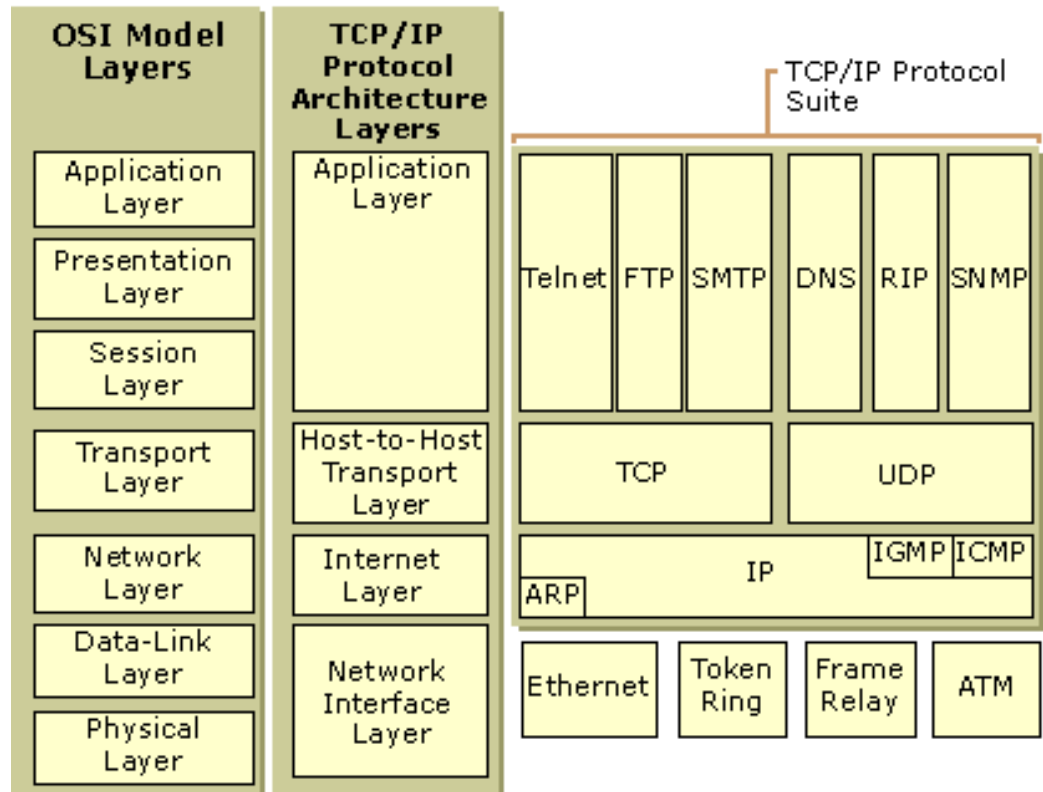 OSI Model
Layers
Application
Layer
Presentation
Layer
Session
Layer
Transport
Layer
Network
Layer
Data-Link
Layer
Physical
Layer
TCP/IP
Protocol
Architecture
Layers
Application
Layer
Host-to-Host
Transport
Layer
Internet
Layer
Network
Interface
Layer
TCP/IP Protocol
Suite
Telnet
FTP
SMTP
DNS
RIP
SNMP
TCP
UDP
IP
IGMP
ICMP
ARP
Ethernet
Token
Ring
Frame
Relay
ATM